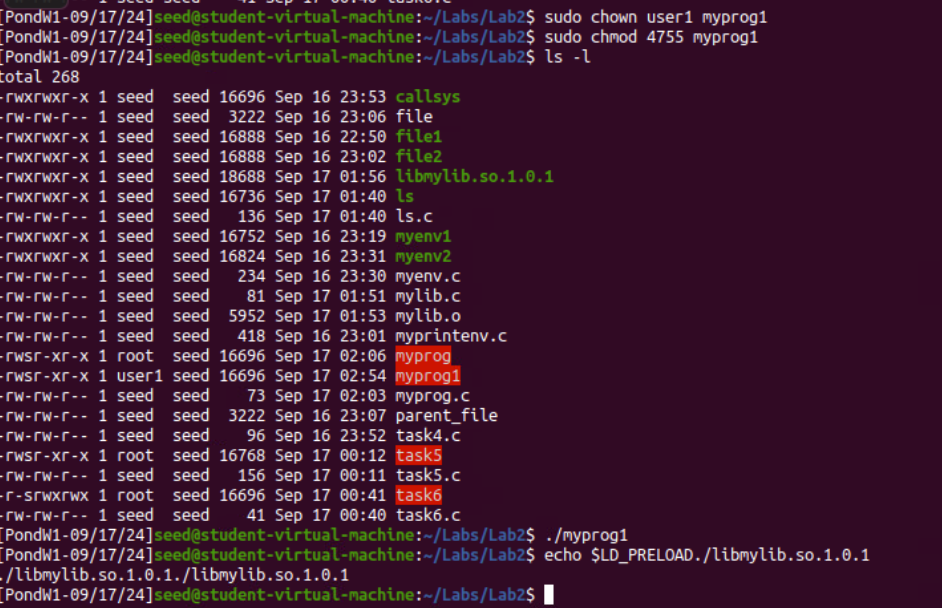 [PondW1-09/17/24]seed@student-virtual-machine:~/Labs/Lab2$ sudo chown user1 myprog1
[PondW1-09/17/24]seed@student-virtual-machine:~/Labs/Lab2$ sudo chmod 4755 myprog1
[PondW1-09/17/24]seed@student-virtual-machine:~/Labs/Lab2$ ls -l
total 268
-rwxrwxr-x 1 seed  seed 16696 Sep 16 23:53 callsys
-rw-rw-r-- 1 seed  seed  3222 Sep 16 23:06 file
-rwxrwxr-x 1 seed  seed 16888 Sep 16 22:50 file1
-rwxrwxr-x 1 seed  seed 16888 Sep 16 23:02 file2
-rwxrwxr-x 1 seed  seed 18688 Sep 17 01:56 libmylib.so.1.0.1
-rwxrwxr-x 1 seed  seed 16736 Sep 17 01:40 ls
-rw-rw-r-- 1 seed  seed   136 Sep 17 01:40 ls.c
-rwxrwxr-x 1 seed  seed 16752 Sep 16 23:19 myenv1
-rwxrwxr-x 1 seed  seed 16824 Sep 16 23:31 myenv2
-rw-rw-r-- 1 seed  seed   234 Sep 16 23:30 myenv.c
-rw-rw-r-- 1 seed  seed    81 Sep 17 01:51 mylib.c
-rw-rw-r-- 1 seed  seed  5952 Sep 17 01:53 mylib.o
-rw-rw-r-- 1 seed  seed   418 Sep 16 23:01 myprintenv.c
-rwsr-xr-x 1 root  seed 16696 Sep 17 02:06 myprog
-rwsr-xr-x 1 user1 seed 16696 Sep 17 02:54 myprog1
-rw-rw-r-- 1 seed  seed    73 Sep 17 02:03 myprog.c
-rw-rw-r-- 1 seed  seed  3222 Sep 16 23:07 parent_file
-rw-rw-r-- 1 seed  seed    96 Sep 16 23:52 task4.c
-rwsr-xr-x 1 root  seed 16768 Sep 17 00:12 task5
-rw-rw-r-- 1 seed  seed   156 Sep 17 00:11 task5.c
-r-srwxrwx 1 root  seed 16696 Sep 17 00:41 task6
-rw-rw-r-- 1 seed  seed    41 Sep 17 00:40 task6.c
[PondW1-09/17/24]seed@student-virtual-machine:~/Labs/Lab2$ ./myprog1
[PondW1-09/17/24]seed@student-virtual-machine:~/Labs/Lab2$ echo $LD_PRELOAD./libmylib.so.1.0.1
./libmylib.so.1.0.1./libmylib.so.1.0.1
[PondW1-09/17/24]seed@student-virtual-machine:~/Labs/Lab2$